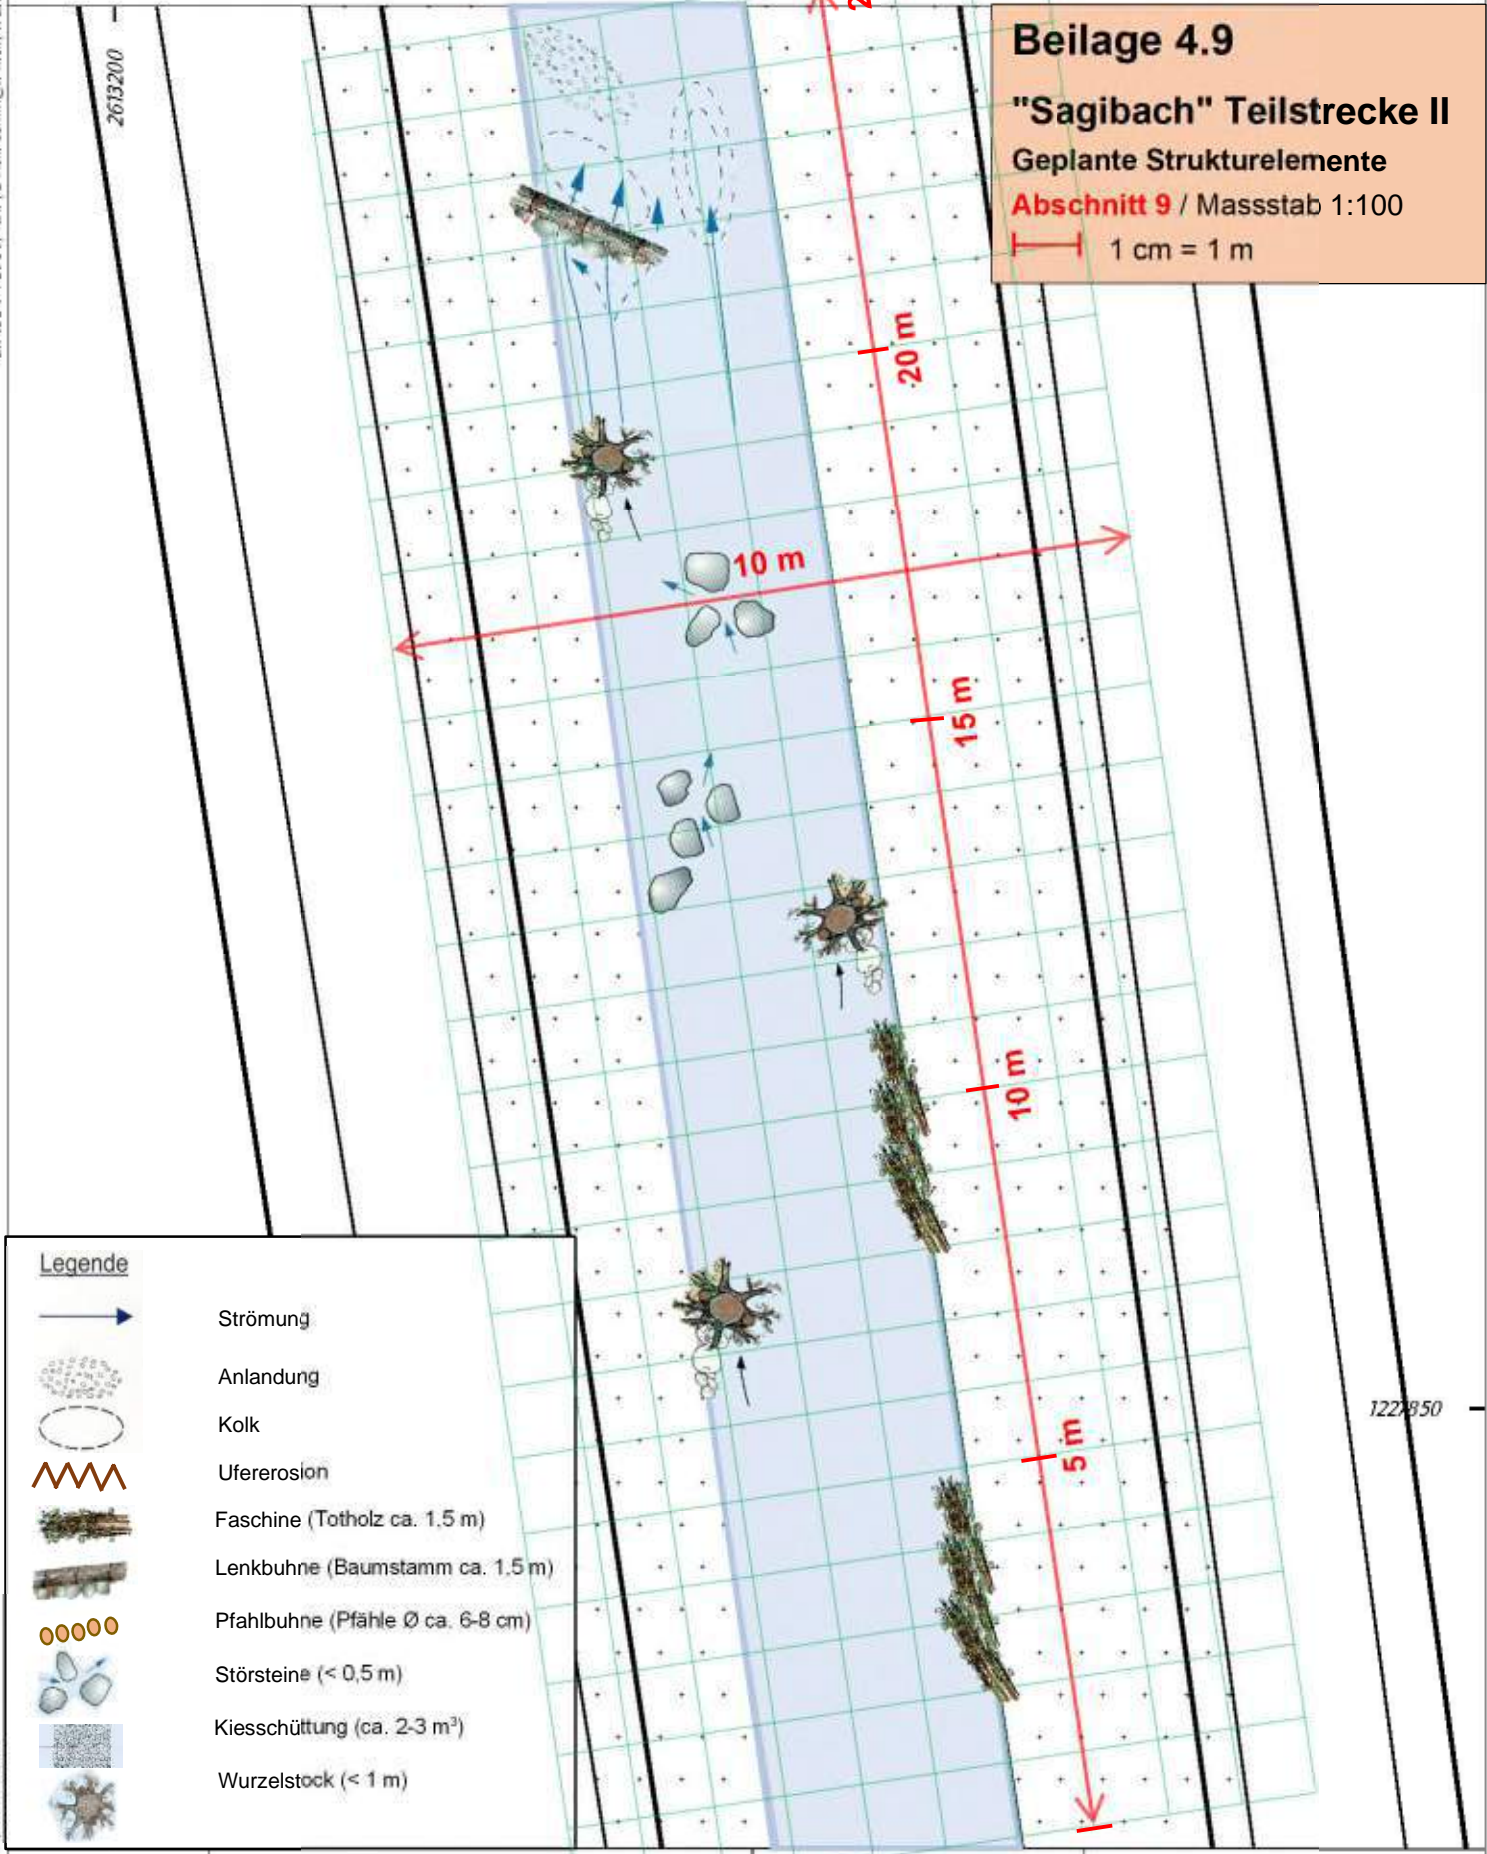 2613200
Beilage 4.9
"Sagibach" Teilstrecke II
Geplante Strukturelemente
Abschnitt 9 / Massstab 1:100
1 cm = 1 m
20 m
10 m
15 m
10 m
5 m
1227850
Legende
Strömung
Anlandung
Kolk
Ufererosion
Faschine (Totholz ca. 1.5 m)
Lenkbuhne (Baumstamm ca. 1.5 m)
Pfahlbuhne (Pfähle Ø ca. 6-8 cm)
Störsteine (< 0.5 m)
Kiesschüttung (ca. 2-3 m³)
Wurzelstock (< 1 m)